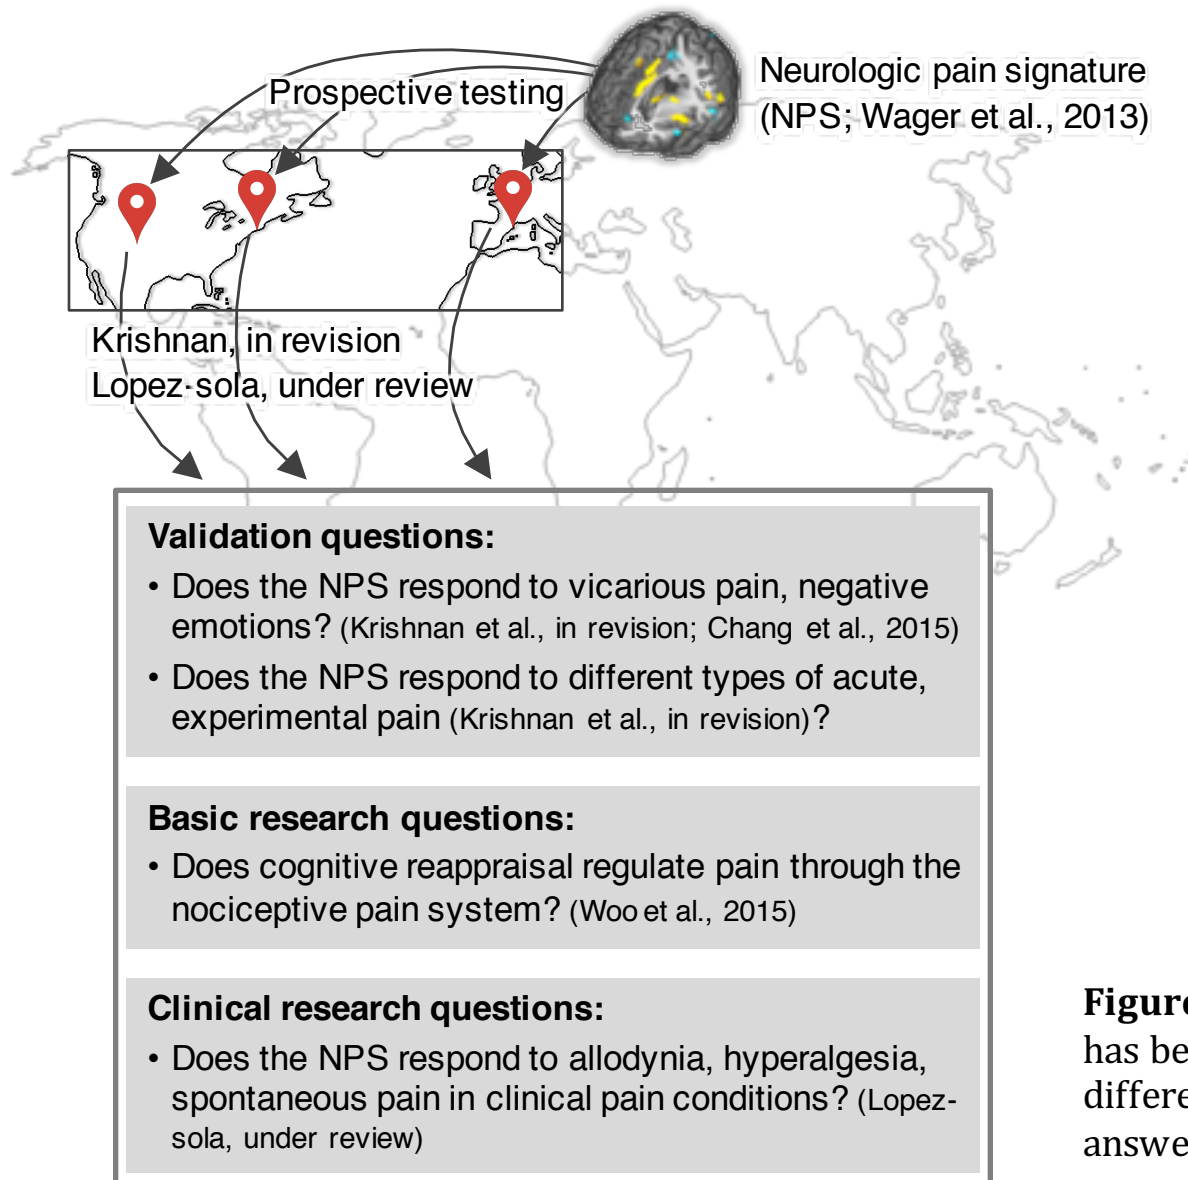 Neurologic pain signature
(NPS; Wager et al., 2013)
Prospective testing
Krishnan, in revision
Lopez-sola, under review
Validation questions:
• Does the NPS respond to vicarious pain, negative
emotions? (Krishnan et al., in revision; Chang et al., 2015)
• Does the NPS respond to different types of acute,
experimental pain (Krishnan et al., in revision)?
Basic research questions:
• Does cognitive reappraisal regulate pain through the
nociceptive pain system? (Woo et al., 2015)
Clinical research questions:
• Does the NPS respond to allodynia, hyperalgesia,
spontaneous pain in clinical pain conditions? (Lopez-
sola, under review)
Figure
has be
differe
answe